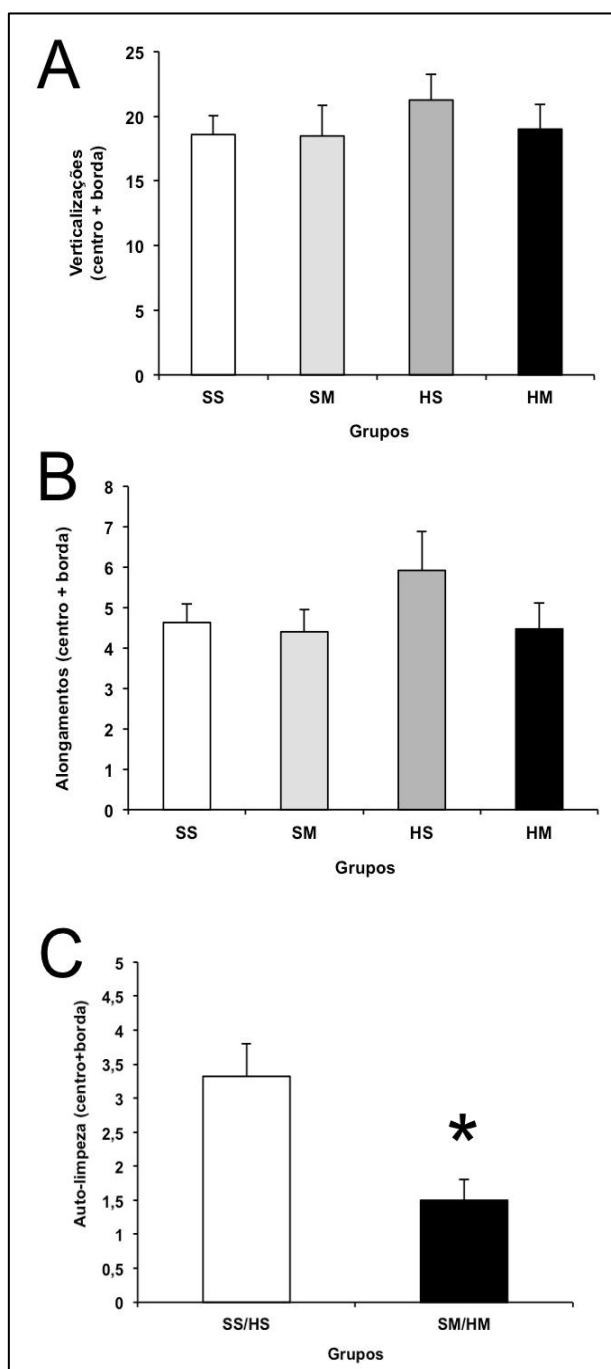 A
Verticalizações
(centro + borda)
25
20
15
10
5
0
SS SM HS HM
Grupos
B
Alongamentos (centro + borda)
8
7
6
5
4
3
2
1
0
SS SM HS HM
Grupos
C
Auto-limpeza (centro+borda)
5
4,5
4
3,5
3
2,5
2
1,5
1
0,5
0
*
SS/HS SM/HM
Grupos